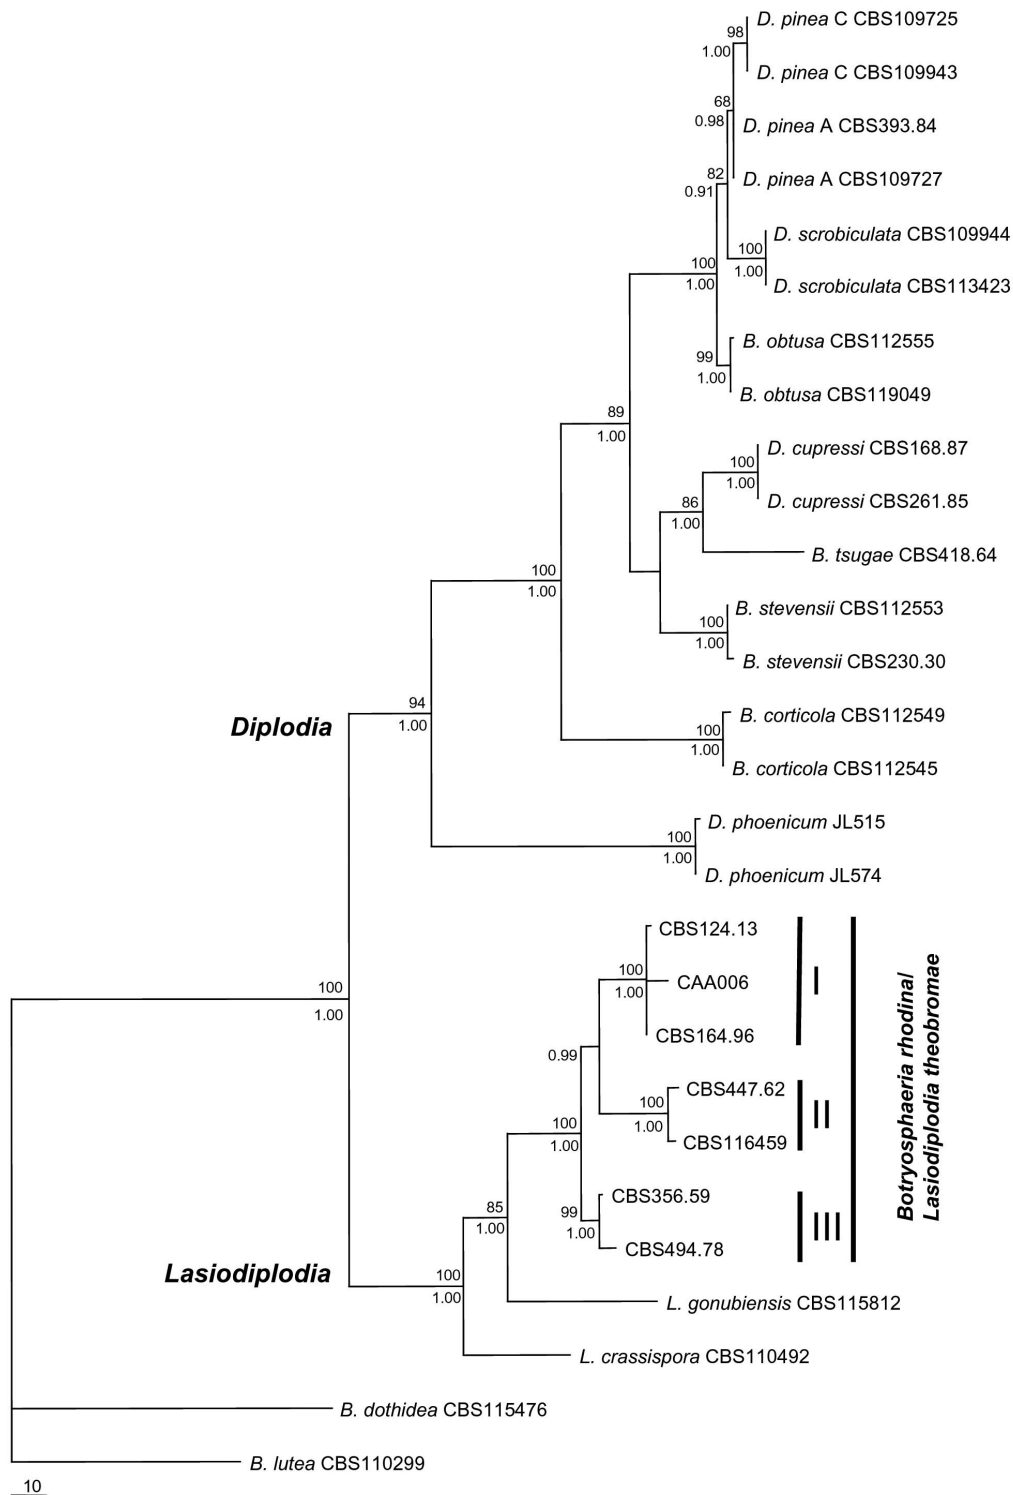 D. pinea C CBS109725
98
1.00
D. pinea C CBS109943
68
0.98
D. pinea A CBS393.84
82
0.91
D. pinea A CBS109727
D. scrobiculata CBS109944
100
1.00
100
1.00
D. scrobiculata CBS113423
B. obtusa CBS112555
99
1.00
B. obtusa CBS119049
89
1.00
D. cupressi CBS168.87
100
1.00
D. cupressi CBS261.85
86
1.00
B. tsugae CBS418.64
100
1.00
B. stevensii CBS112553
100
1.00
B. stevensii CBS230.30
94
1.00
Diplodia
B. corticola CBS112549
100
1.00
B. corticola CBS112545
D. phoenicum JL515
100
1.00
D. phoenicum JL574
CBS124.13
100
1.00
CAA006
I
100
1.00
CBS164.96
0.99
CBS447.62
100
1.00
II
CBS116459
100
1.00
CBS356.59
99
1.00
III
CBS494.78
Botryosphaeria rhodina/
Lasiodiplodia theobromae
85
1.00
Lasiodiplodia
100
1.00
L. gonubiensis CBS115812
L. crassispora CBS110492
B. dothidea CBS115476
B. lutea CBS110299
10